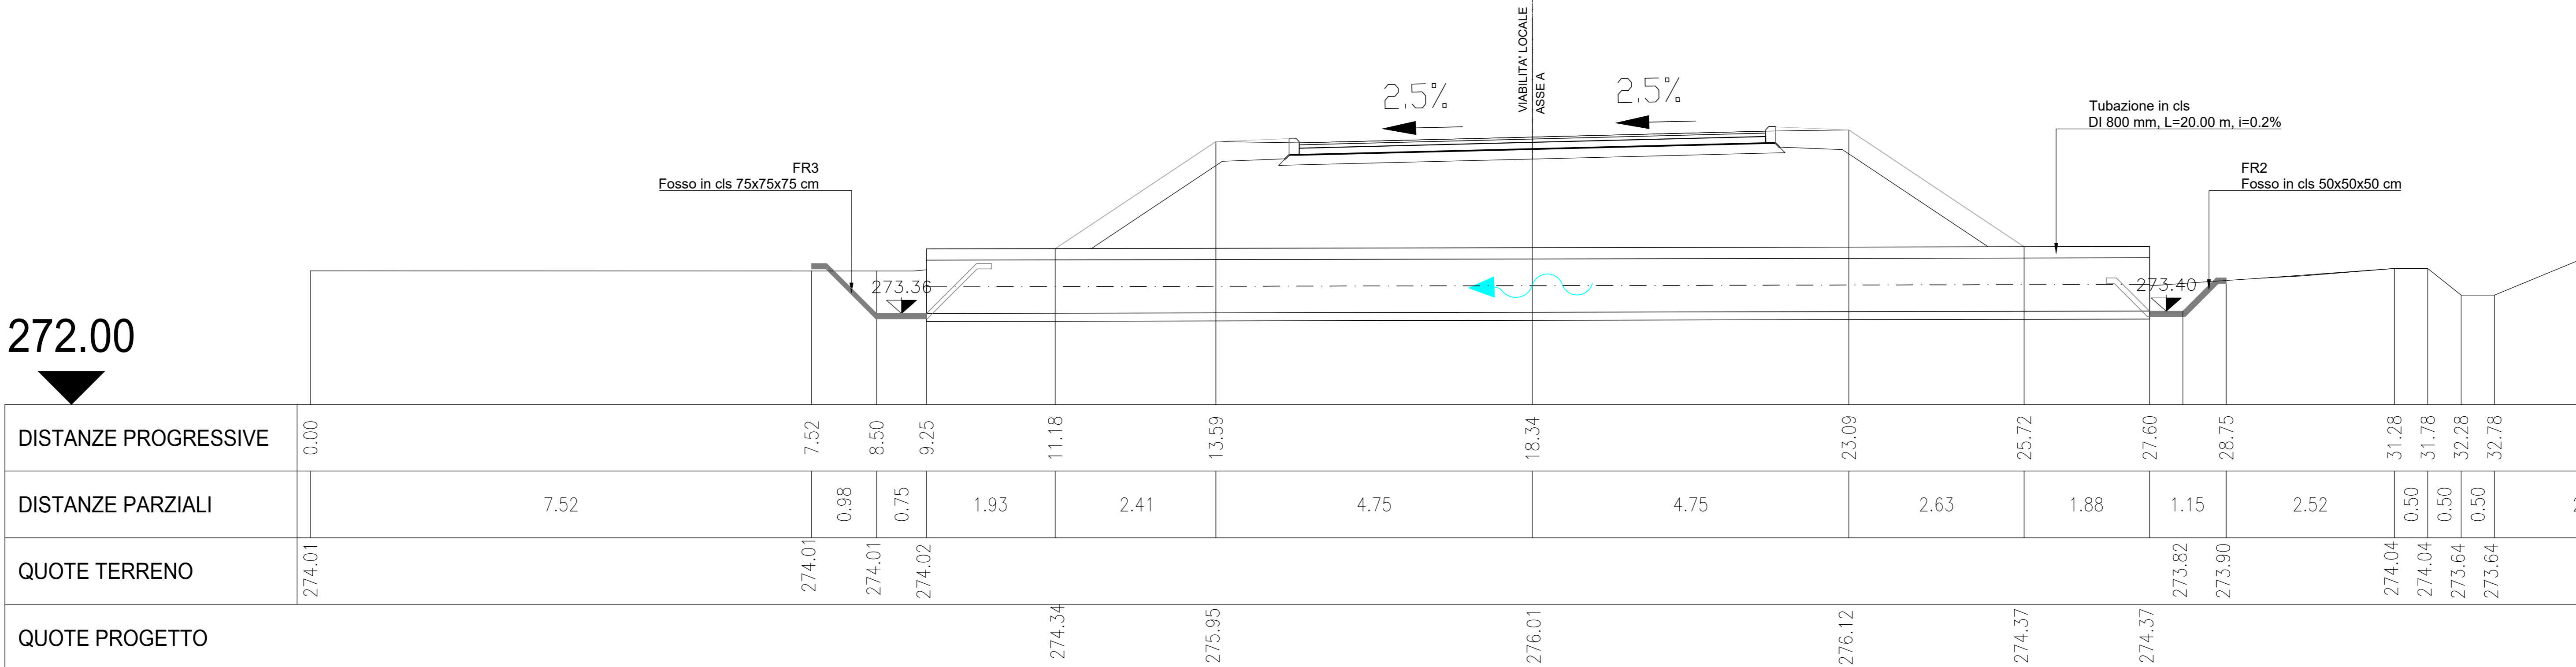 VIABILITA' LOCALE
ASSE A
2.5%
2.5%
Tubazione in cls
DI 800 mm, L=20.00 m, i=0.2%
FR3
Fosso in cls 75x75x75 cm
FR2
Fosso in cls 50x50x50 cm
273.36
273.40
272.00
DISTANZE PROGRESSIVE 0.00 7.52 8.50 9.25 11.18 13.59 18.34 23.09 25.72 27.60 28.75 31.28 31.78 32.28 32.78
DISTANZE PARZIALI 7.52 0.98 0.75 1.93 2.41 4.75 4.75 2.63 1.88 1.15 2.52 0.50 0.50 0.50
QUOTE TERRENO 274.01 274.01 274.01 274.02 273.82 273.90 274.04 274.04 273.64 273.64
QUOTE PROGETTO 274.34 275.95 276.01 276.12 274.37 274.37